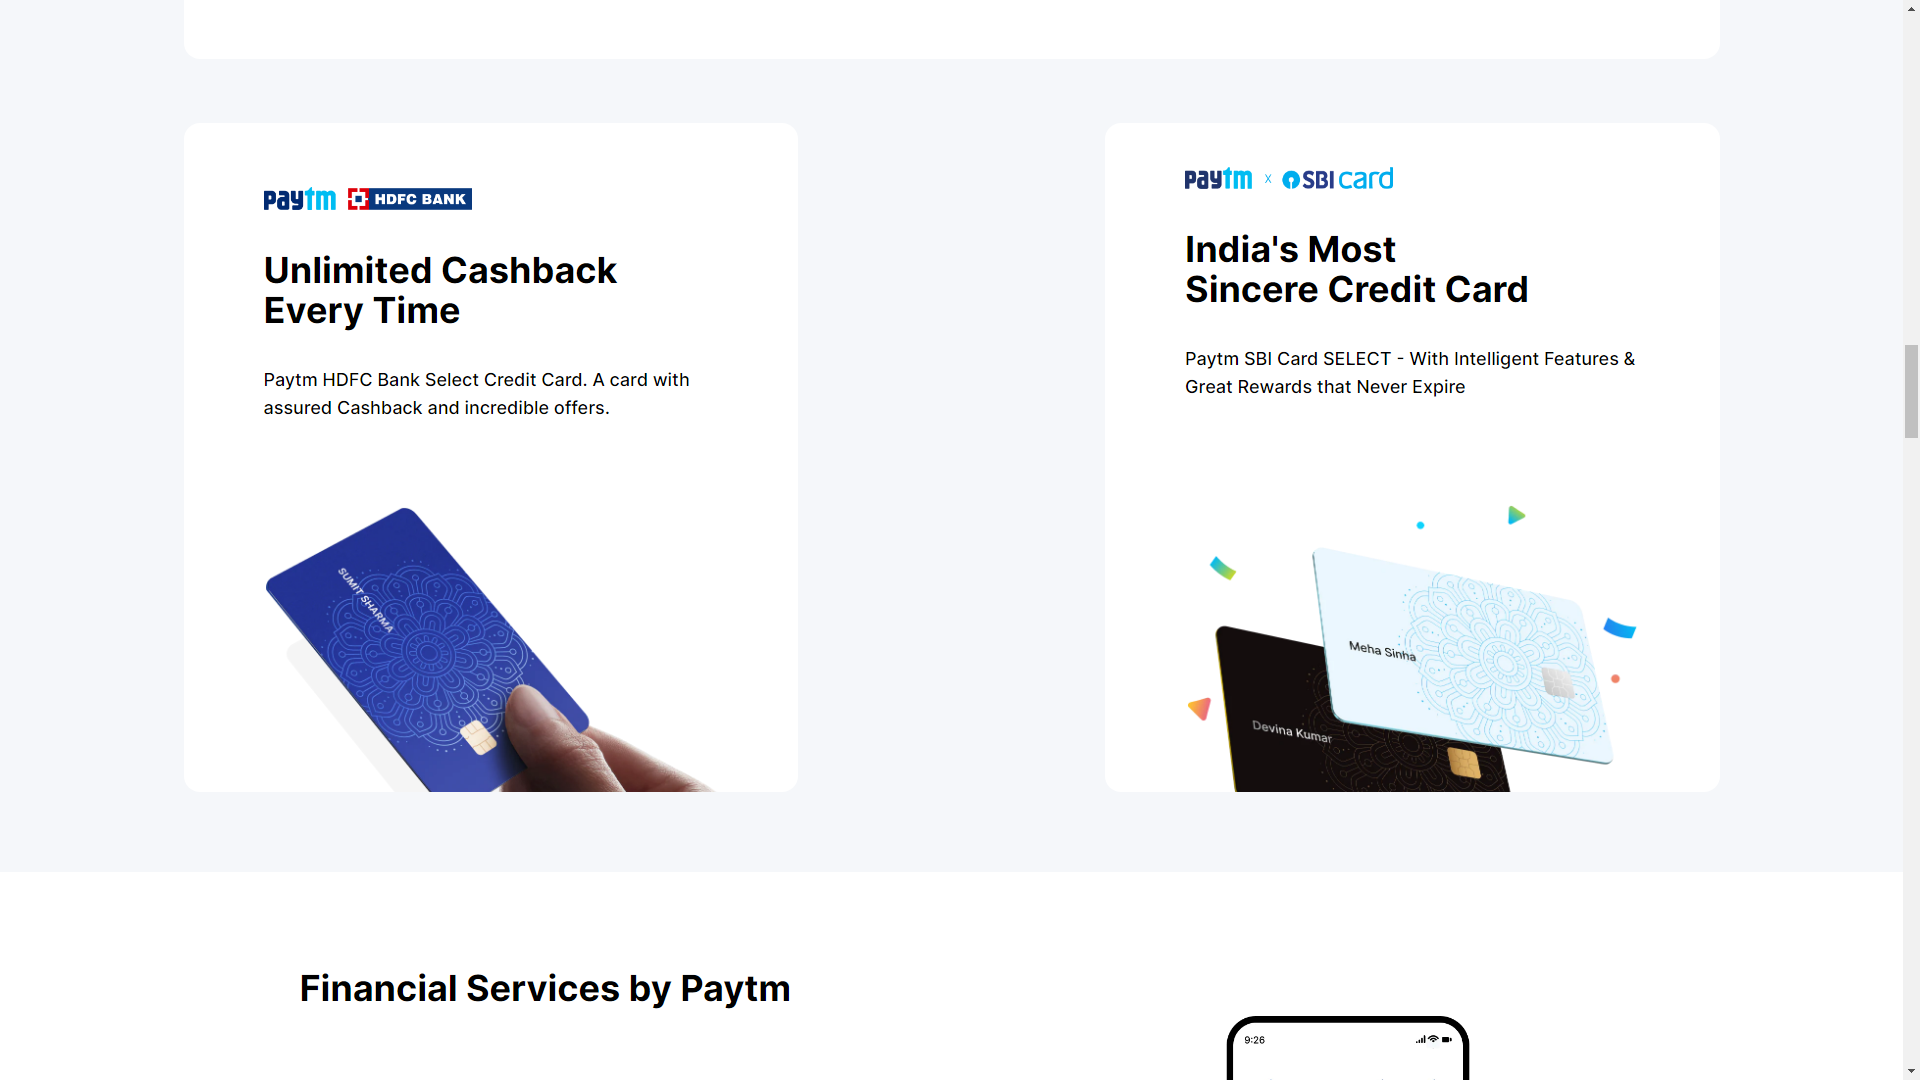 paytm HDFC BANK
Unlimited Cashback
Every Time
Paytm HDFC Bank Select Credit Card. A card with
assured Cashback and incredible offers.
SUMIT SHARMA
paytm x SBI card
India's Most
Sincere Credit Card
Paytm SBI Card SELECT - With Intelligent Features &
Great Rewards that Never Expire
Meha Sinha
Devina Kumar
Financial Services by Paytm
9:26